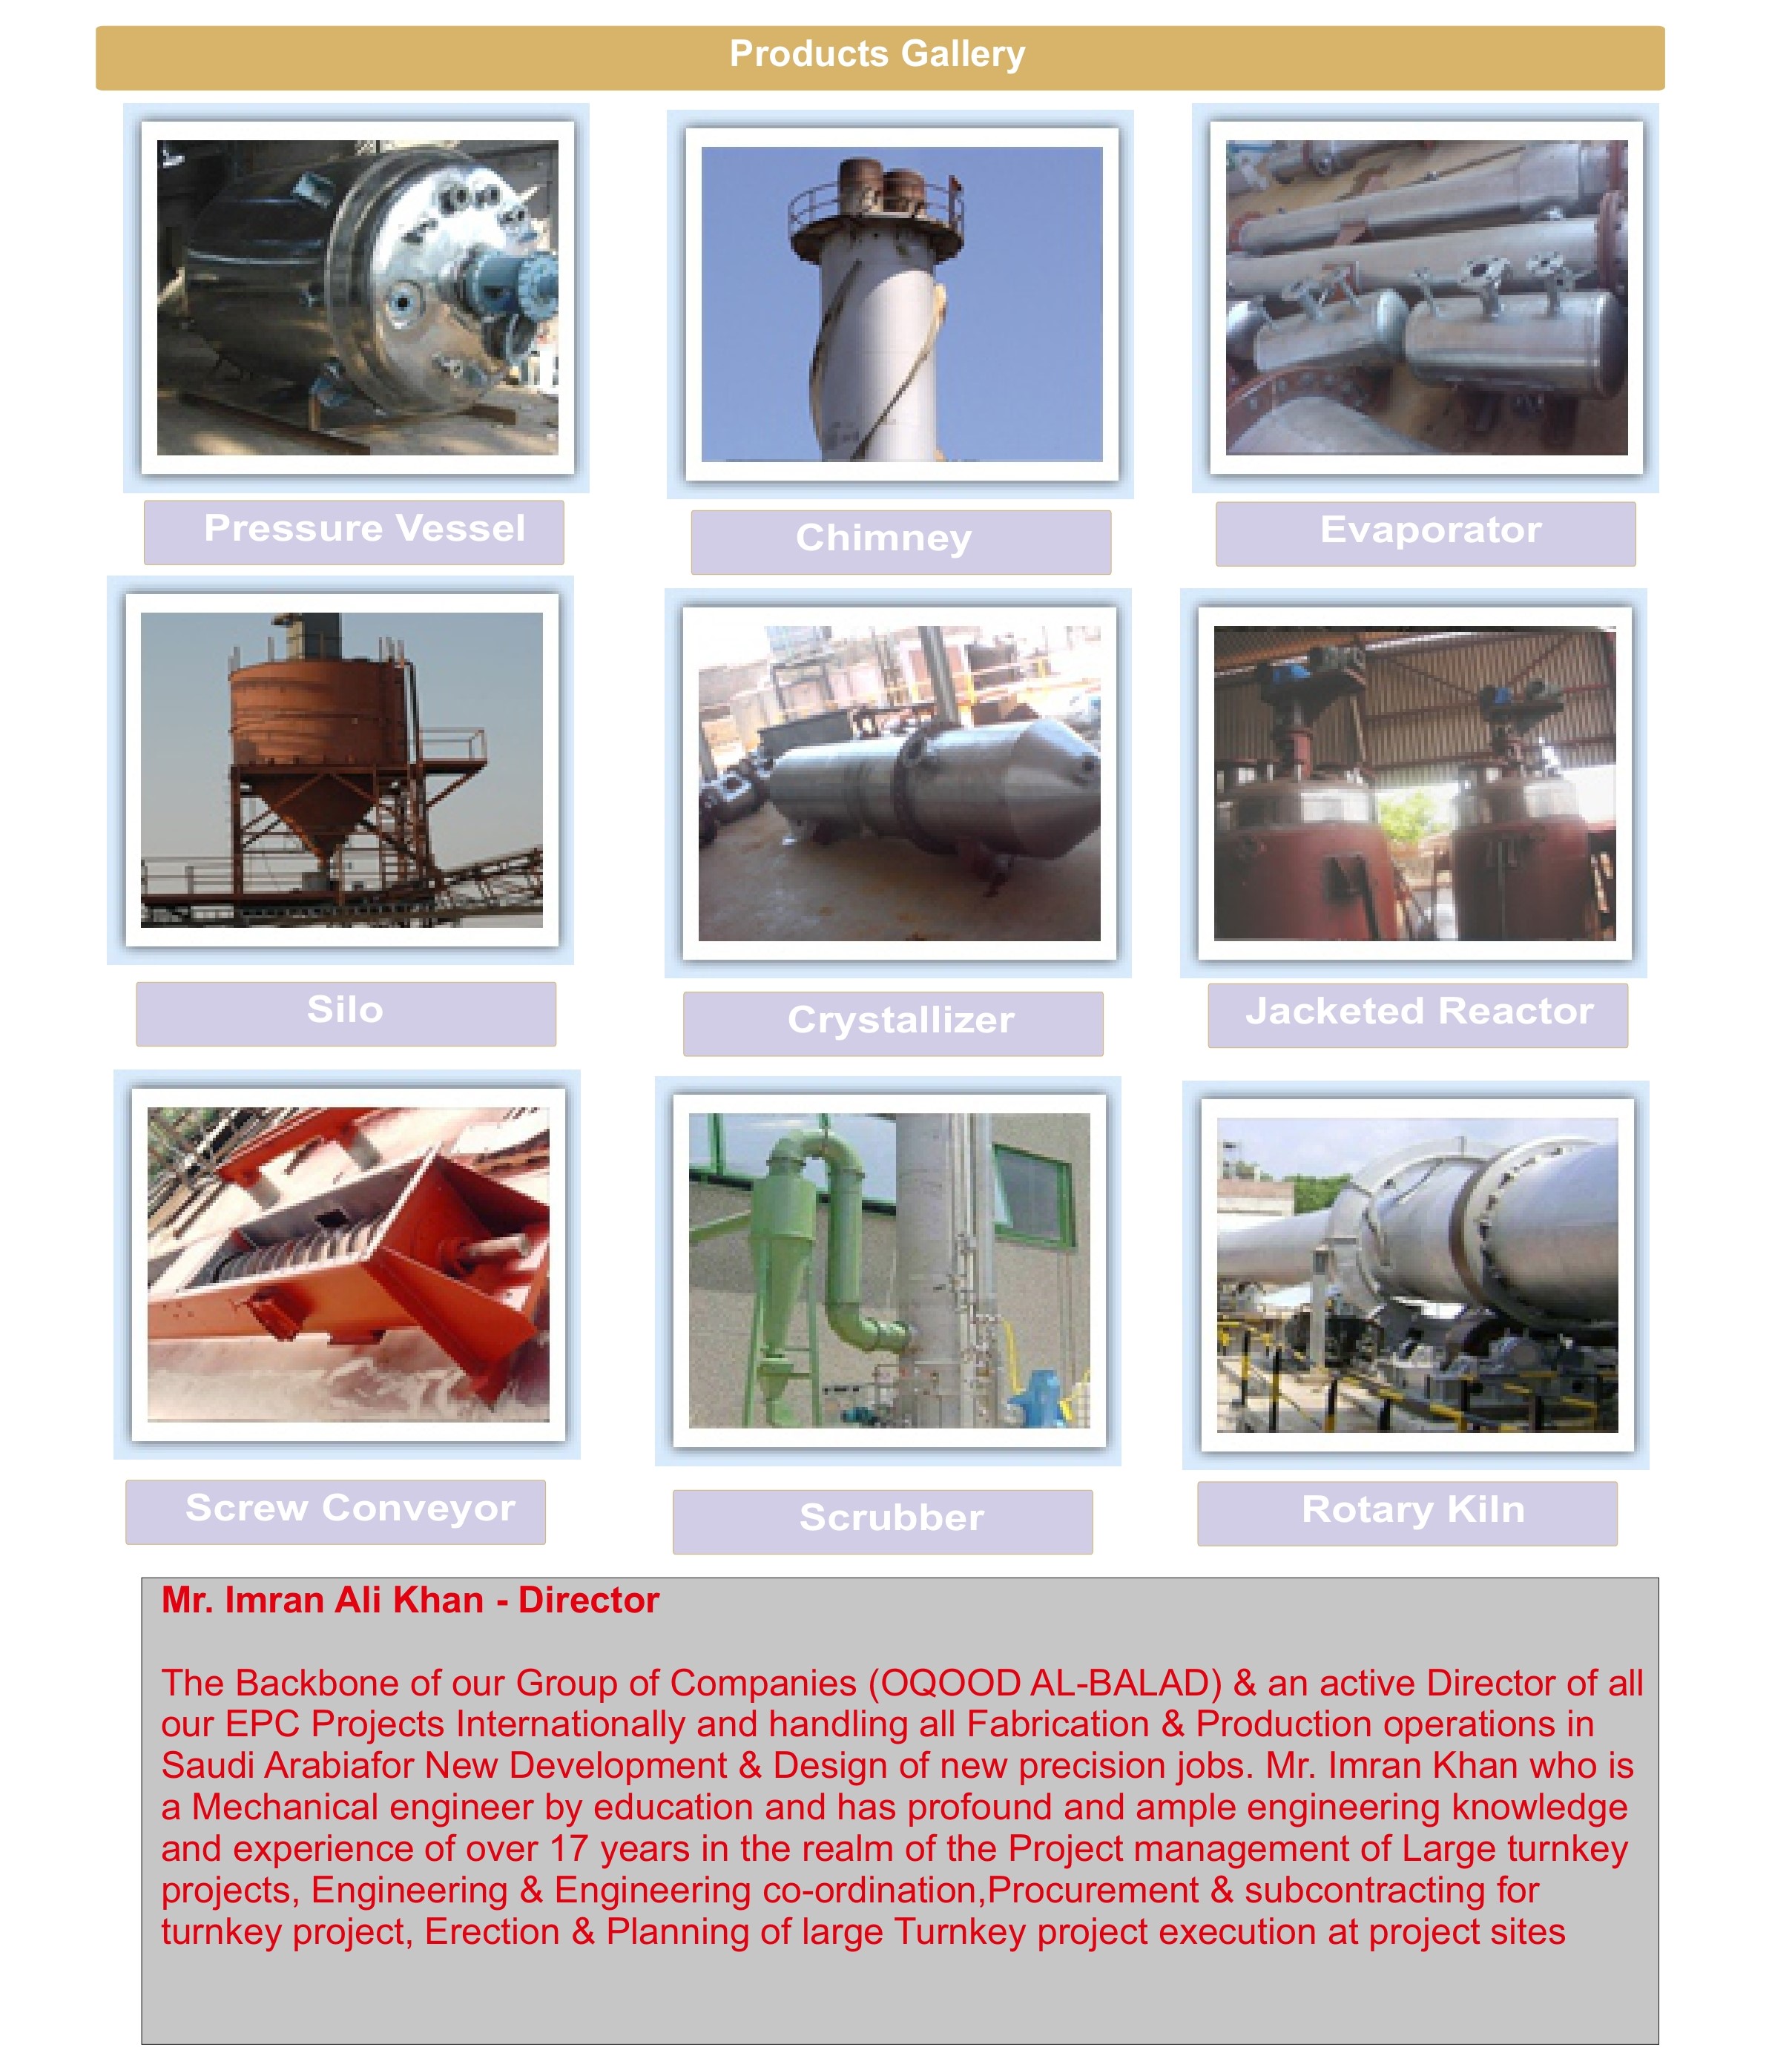 Products Gallery
Pressure Vessel
Chimney
Evaporator
Silo
Crystallizer
Jacketed Reactor
Screw Conveyor
Scrubber
Rotary Kiln
Mr. Imran Ali Khan - Director
The Backbone of our Group of Companies (OQOOD AL-BALAD) & an active Director of all
our EPC Projects Internationally and handling all Fabrication & Production operations in
Saudi Arabiafor New Development & Design of new precision jobs. Mr. Imran Khan who is
a Mechanical engineer by education and has profound and ample engineering knowledge
and experience of over 17 years in the realm of the Project management of Large turnkey
projects, Engineering & Engineering co-ordination,Procurement & subcontracting for
turnkey project, Erection & Planning of large Turnkey project execution at project sites